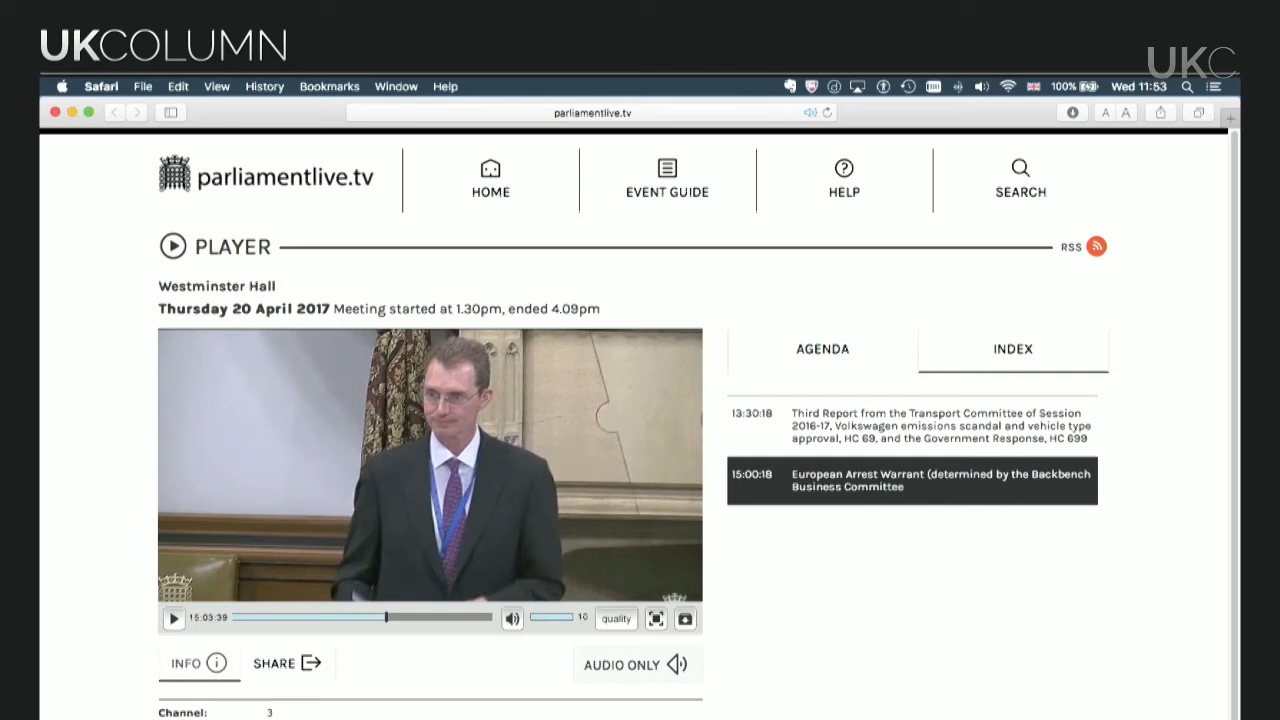 UKCOLUMN
UKC
Safari File Edit View History Bookmarks Window Help 100% Wed 11:53
parliamentlive.tv
A A
parliamentlive.tv
HOME
EVENT GUIDE
HELP
SEARCH
PLAYER
RSS
Westminster Hall
Thursday 20 April 2017 Meeting started at 1.30pm, ended 4.09pm
AGENDA
INDEX
13:30:18 Third Report from the Transport Committee of Session
2016-17, Volkswagen emissions scandal and vehicle type
approval, HC 69, and the Government Response, HC 699
15:00:18 European Arrest Warrant (determined by the Backbench
Business Committee
15:03:39
10
quality
INFO
SHARE
AUDIO ONLY
Channel: 3